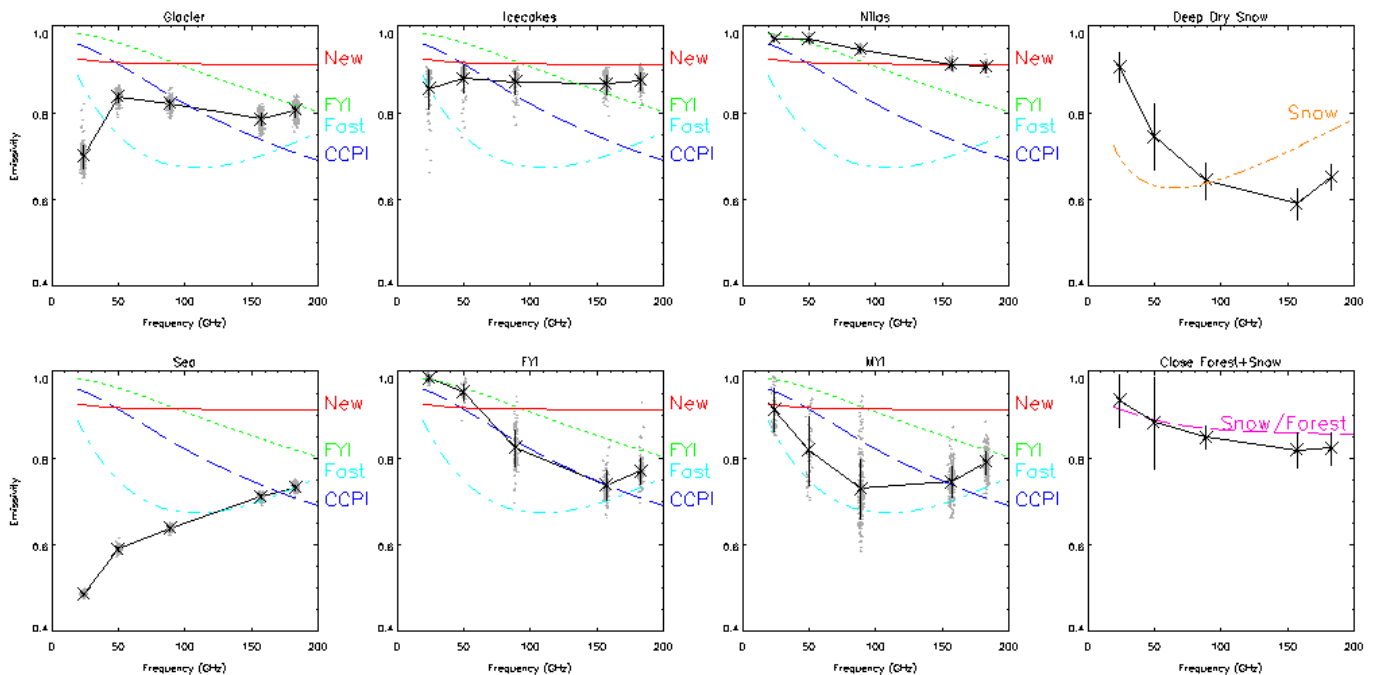 Glacier
Icecakes
Nilas
Deep Dry Snow
1.0
0.8
0.6
0.4
Emissivity
New
FYI
Fast
CCPI
0
50
100
150
200
Frequency (GHz)
1.0
0.8
0.6
0.4
New
FYI
Fast
CCPI
0
50
100
150
200
Frequency (GHz)
1.0
0.8
0.6
0.4
New
FYI
Fast
CCPI
0
50
100
150
200
Frequency (GHz)
1.0
0.8
0.6
0.4
Snow
0
50
100
150
200
Frequency (GHz)
Sea
FYI
MYI
Close Forest+Snow
1.0
0.8
0.6
0.4
Emissivity
New
FYI
Fast
CCPI
0
50
100
150
200
Frequency (GHz)
1.0
0.8
0.6
0.4
New
FYI
Fast
CCPI
0
50
100
150
200
Frequency (GHz)
1.0
0.8
0.6
0.4
New
FYI
Fast
CCPI
0
50
100
150
200
Frequency (GHz)
1.0
0.8
0.6
0.4
Snow/Forest
0
50
100
150
200
Frequency (GHz)